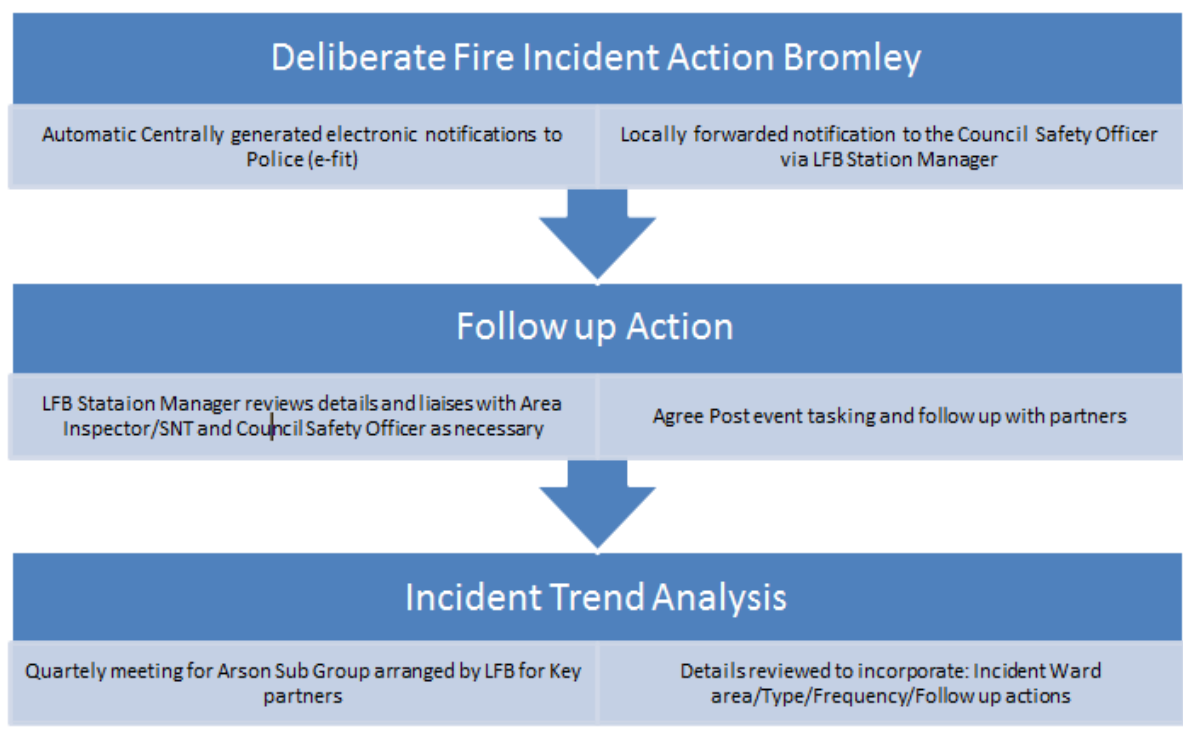 Deliberate Fire Incident Action Bromley
Automatic Centrally generated electronic notifications to
Police (e-fit)
Locally forwarded notification to the Council Safety Officer
via LFB Station Manager
Follow up Action
LFB Stataion Manager reviews details and liaises with Area
Inspector/SNT and Council Safety Officer as necessary
Agree Post event tasking and follow up with partners
Incident Trend Analysis
Quartely meeting for Arson Sub Group arranged by LFB for Key
partners
Details reviewed to incorporate: Incident Ward
area/Type/Frequency/Follow up actions